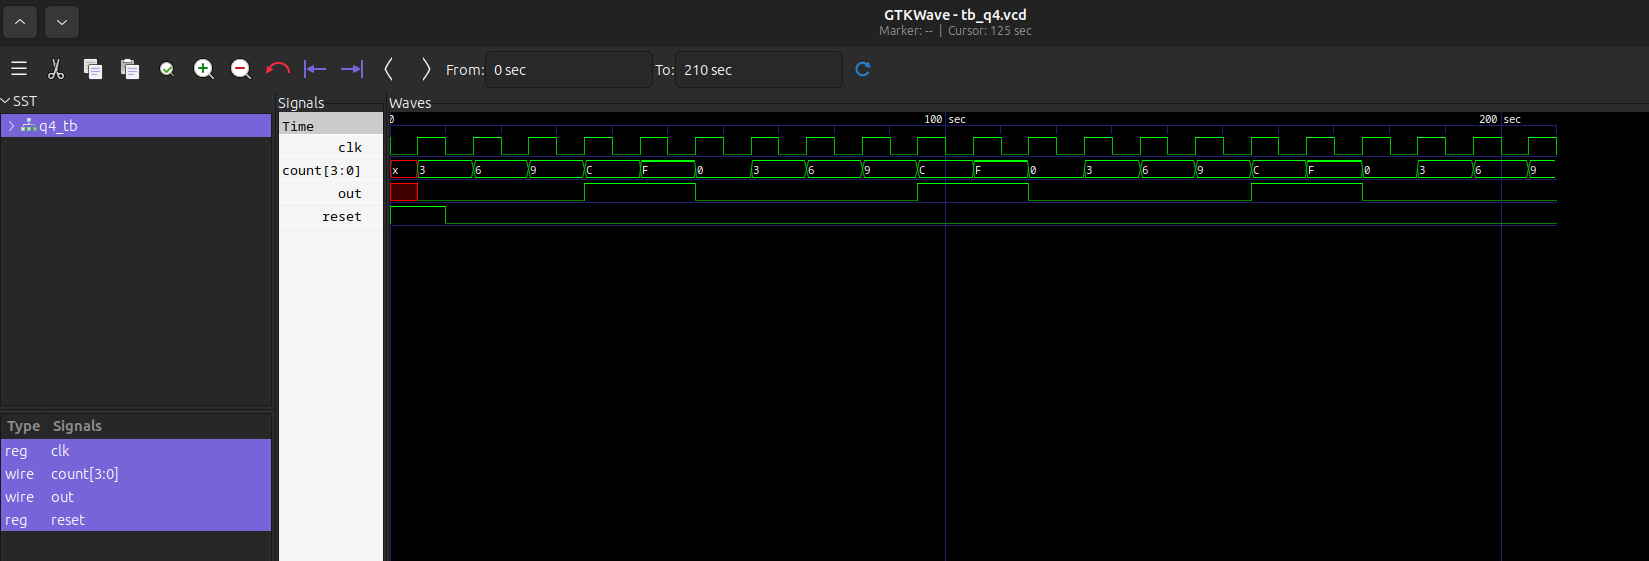 GTKWave - tb_q4.vcd
Marker: -- | Cursor: 125 sec
From: 0 sec To: 210 sec
SST
q4_tb
Signals
Time
clk
count[3:0]
out
reset
Waves
0 100 sec 200 sec
x 3 6 9 C F 0 3 6 9 C F 0 3 6 9 C F 0 3 6 9
Type Signals
reg clk
wire count[3:0]
wire out
reg reset